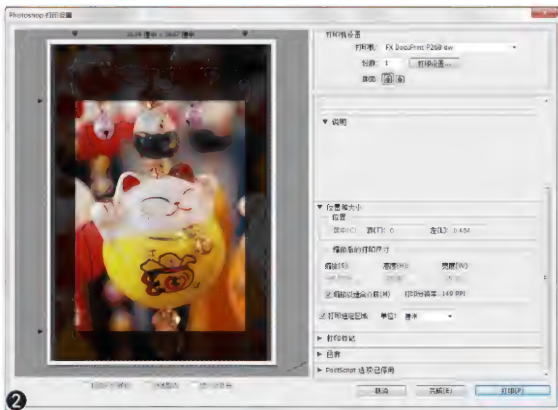 Photoshop 打印设置
打印机设置
打印机: FX DocuPrint P268 dw
份数: 1 打印设置...
版面:
▼ 说明
▼ 位置和大小
位置
居中(C) 顶(T): 0 左(L):
缩放后的打印尺寸
缩放(S): 高度(H): 宽度(W):
缩放以适合介质(M) 打印分辨率: 149 PPI
打印选定区域 单位: 厘米
▶ 打印标记
▶ 函数
▶ PostScript 选项已停用
取消 完成(E) 打印(P)
2